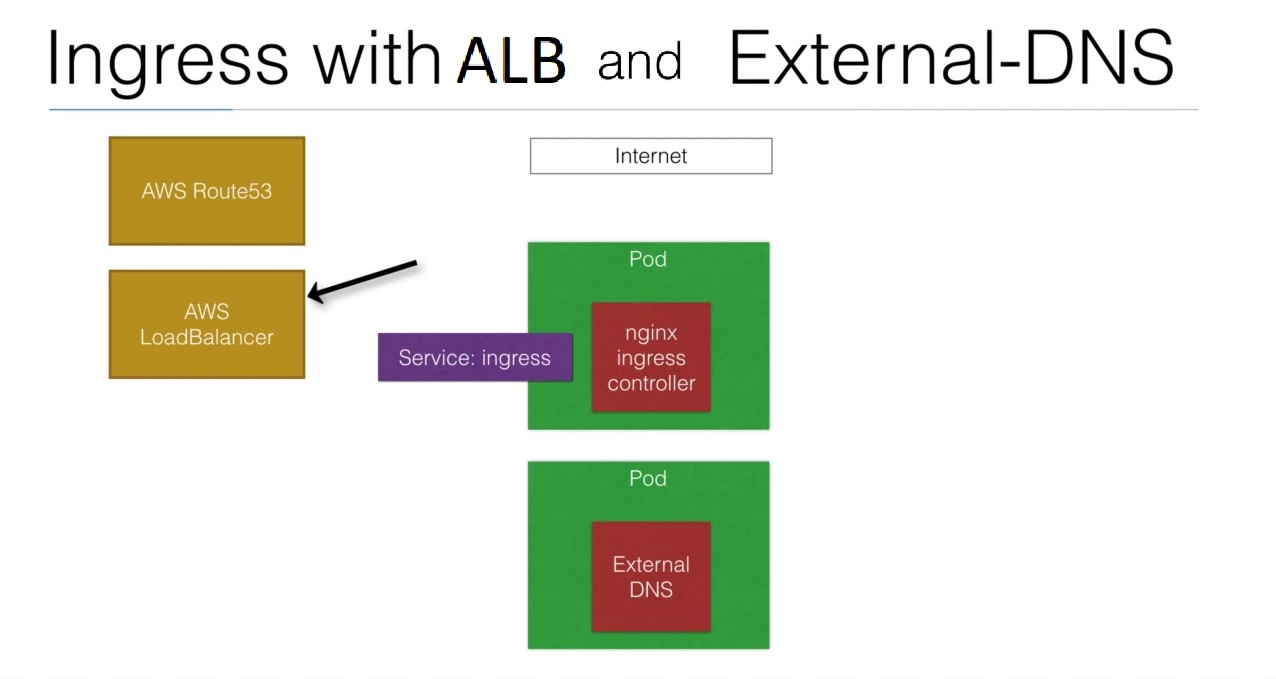 Ingress with ALB and External-DNS
AWS Route53
Internet
AWS
LoadBalancer
Pod
nginx
ingress
controller
Service: ingress
Pod
External
DNS